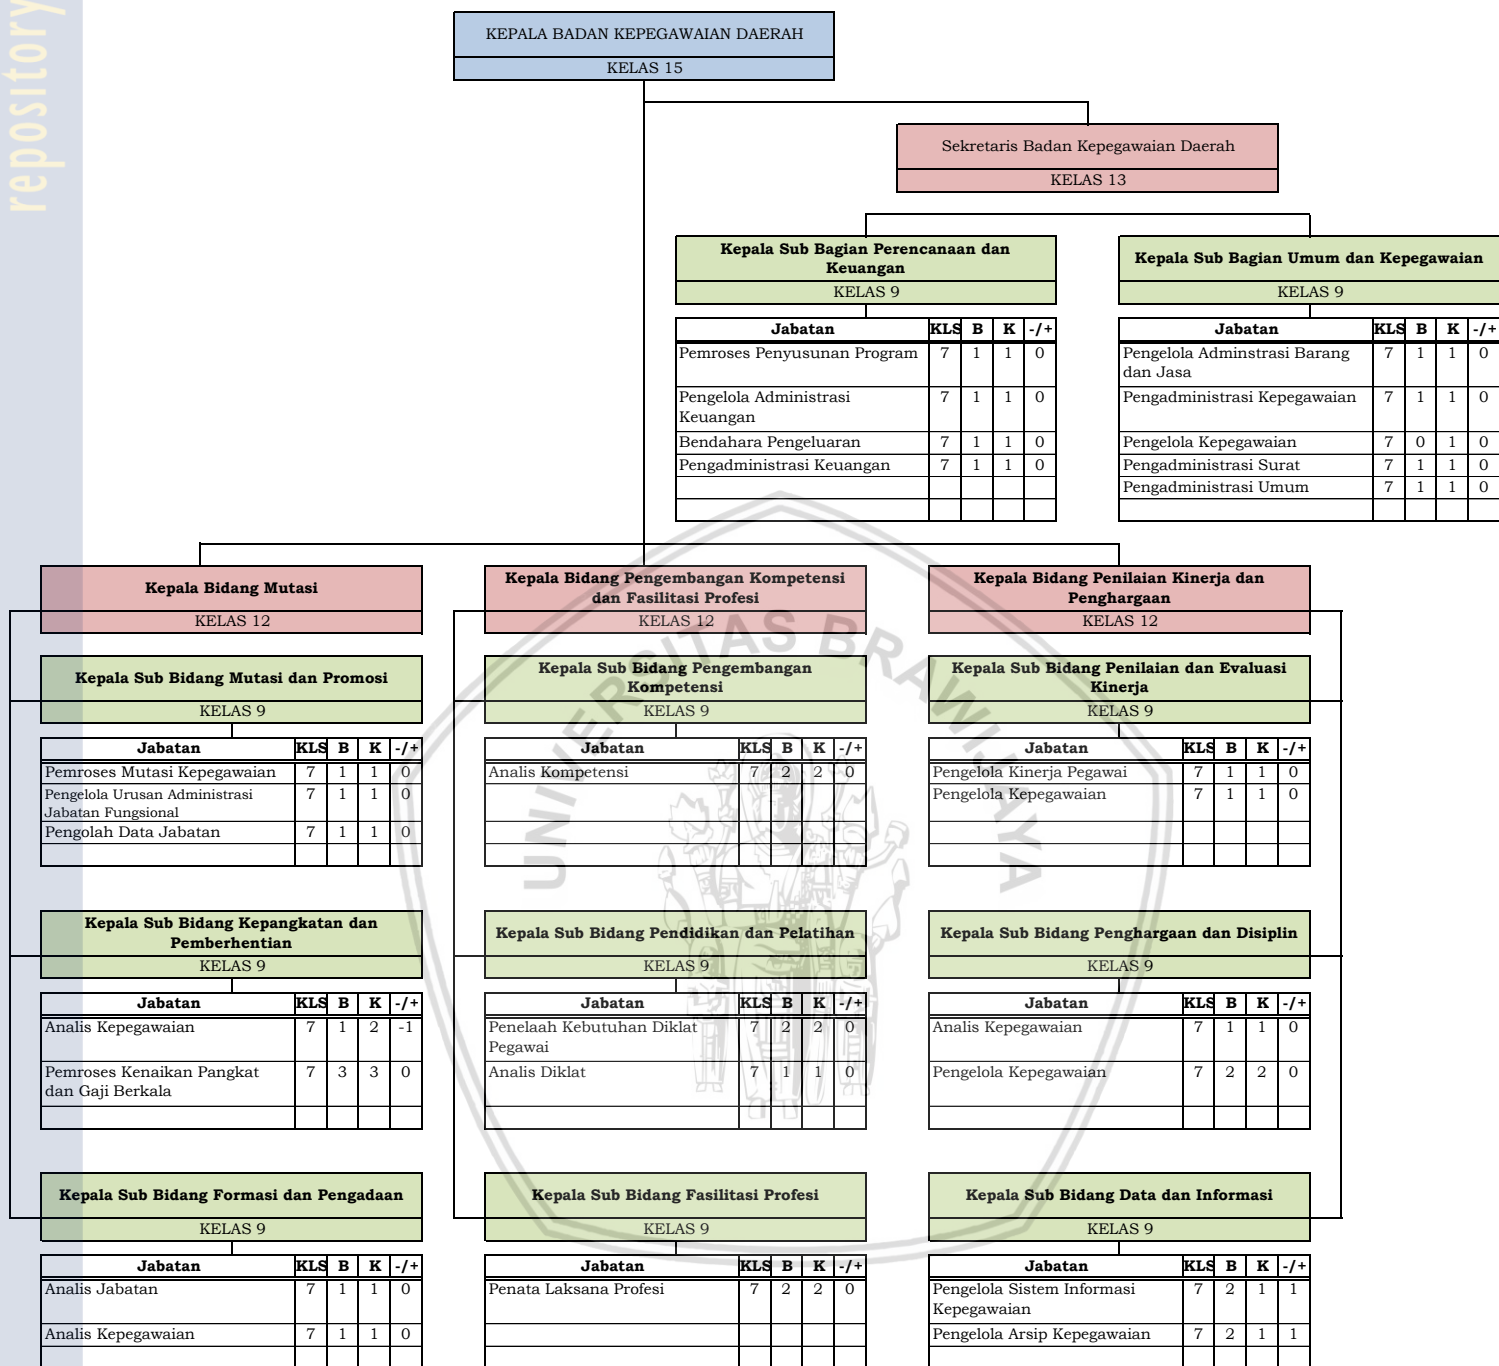 repository
KEPALA BADAN KEPEGAWAIAN DAERAH
KELAS 15
Sekretaris Badan Kepegawaian Daerah
KELAS 13
Kepala Sub Bagian Perencanaan dan
Keuangan
KELAS 9
Jabatan KLS B K -/+
Pemroses Penyusunan Program 7 1 1 0
Pengelola Administrasi 7 1 1 0
Keuangan
Bendahara Pengeluaran 7 1 1 0
Pengadministrasi Keuangan 7 1 1 0
Kepala Sub Bagian Umum dan Kepegawaian
KELAS 9
Jabatan KLS B K -/+
Pengelola Adminstrasi Barang 7 1 1 0
dan Jasa
Pengadministrasi Kepegawaian 7 1 1 0
Pengelola Kepegawaian 7 0 1 0
Pengadministrasi Surat 7 1 1 0
Pengadministrasi Umum 7 1 1 0
Kepala Bidang Mutasi
KELAS 12
Kepala Sub Bidang Mutasi dan Promosi
KELAS 9
Jabatan KLS B K -/+
Pemroses Mutasi Kepegawaian 7 1 1 0
Pengelola Urusan Administrasi 7 1 1 0
Jabatan Fungsional
Pengolah Data Jabatan 7 1 1 0
Kepala Sub Bidang Kepangkatan dan
Pemberhentian
KELAS 9
Jabatan KLS B K -/+
Analis Kepegawaian 7 1 2 -1
Pemroses Kenaikan Pangkat 7 3 3 0
dan Gaji Berkala
Kepala Sub Bidang Formasi dan Pengadaan
KELAS 9
Jabatan KLS B K -/+
Analis Jabatan 7 1 1 0
Analis Kepegawaian 7 1 1 0
Kepala Bidang Pengembangan Kompetensi
dan Fasilitasi Profesi
KELAS 12
Kepala Sub Bidang Pengembangan
Kompetensi
KELAS 9
Jabatan KLS B K -/+
Analis Kompetensi 7 2 2 0
Kepala Sub Bidang Pendidikan dan Pelatihan
KELAS 9
Jabatan KLS B K -/+
Penelaah Kebutuhan Diklat 7 2 2 0
Pegawai
Analis Diklat 7 1 1 0
Kepala Sub Bidang Fasilitasi Profesi
KELAS 9
Jabatan KLS B K -/+
Penata Laksana Profesi 7 2 2 0
Kepala Bidang Penilaian Kinerja dan
Penghargaan
KELAS 12
Kepala Sub Bidang Penilaian dan Evaluasi
Kinerja
KELAS 9
Jabatan KLS B K -/+
Pengelola Kinerja Pegawai 7 1 1 0
Pengelola Kepegawaian 7 1 1 0
Kepala Sub Bidang Penghargaan dan Disiplin
KELAS 9
Jabatan KLS B K -/+
Analis Kepegawaian 7 1 1 0
Pengelola Kepegawaian 7 2 2 0
Kepala Sub Bidang Data dan Informasi
KELAS 9
Jabatan KLS B K -/+
Pengelola Sistem Informasi 7 2 1 1
Kepegawaian
Pengelola Arsip Kepegawaian 7 2 1 1
UNIVERSITAS BRAWIJAYA